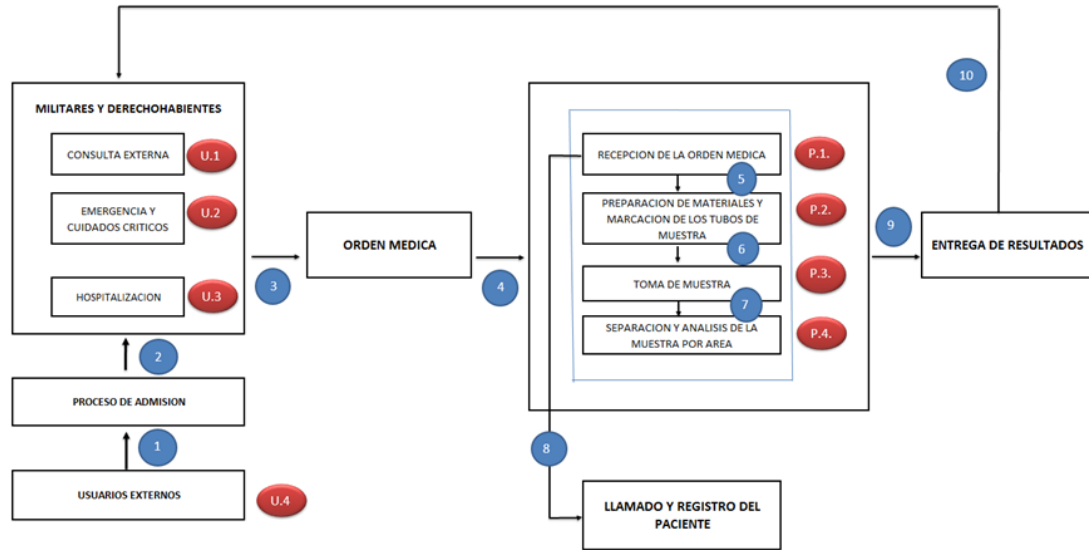 10
MILITARES Y DERECHOHABIENTES
CONSULTA EXTERNA
U.1
EMERGENCIA Y
CUIDADOS CRITICOS
U.2
HOSPITALIZACION
U.3
3
ORDEN MEDICA
4
RECEPCION DE LA ORDEN MEDICA
P.1.
5
PREPARACION DE MATERIALES Y
MARCACION DE LOS TUBOS DE
MUESTRA
P.2.
6
TOMA DE MUESTRA
P.3.
7
SEPARACION Y ANALISIS DE LA
MUESTRA POR AREA
P.4.
9
ENTREGA DE RESULTADOS
2
PROCESO DE ADMISION
1
USUARIOS EXTERNOS
U.4
8
LLAMADO Y REGISTRO DEL
PACIENTE